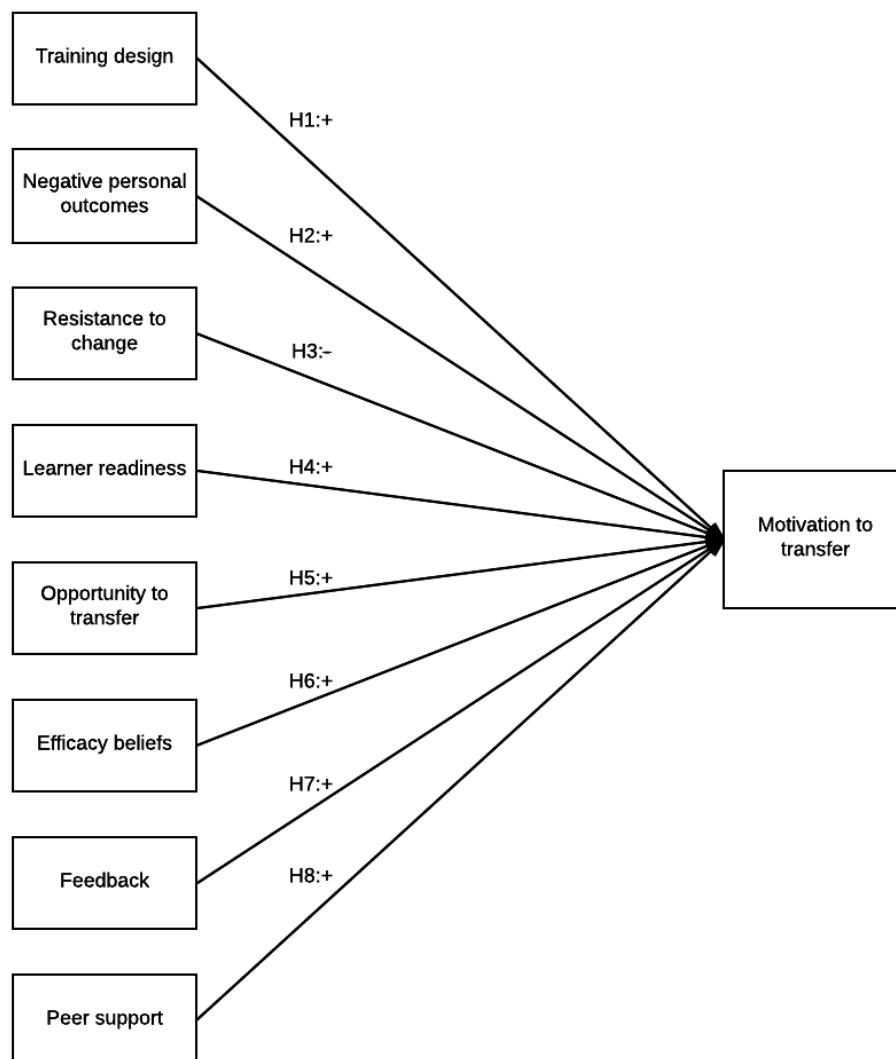 Training design
H1:+
Negative personal
outcomes
H2:+
Resistance to
change
H3:-
Learner readiness
H4:+
Motivation to
transfer
Opportunity to
transfer
H5:+
Efficacy beliefs
H6:+
Feedback
H7:+
Peer support
H8:+